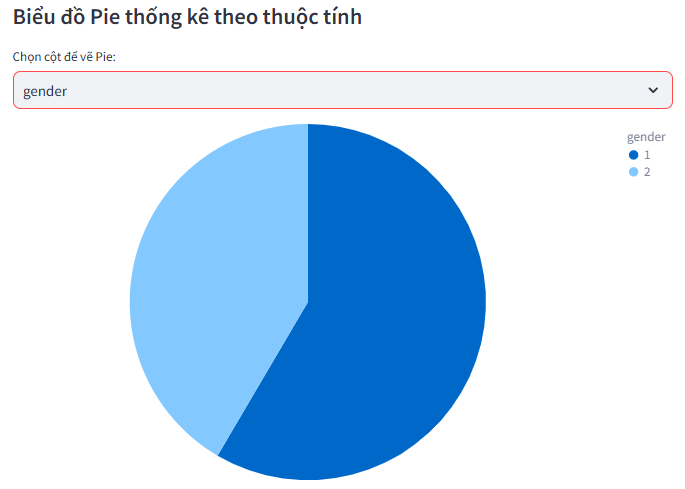 Biểu đồ Pie thống kê theo thuộc tính
Chọn cột để vẽ Pie:
gender
gender
1
2